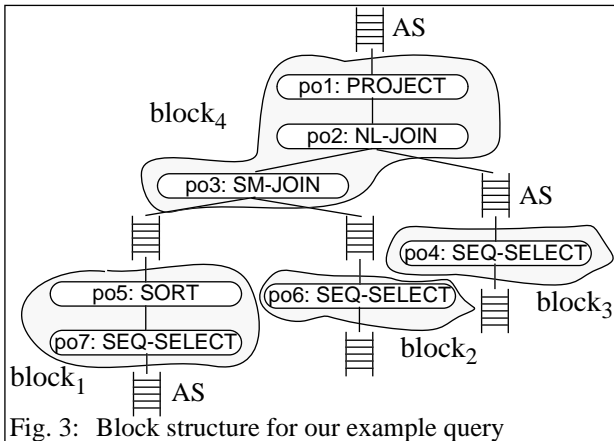 AS
po1: PROJECT
block4
po2: NL-JOIN
po3: SM-JOIN
AS
po4: SEQ-SELECT
po5: SORT
po6: SEQ-SELECT
block3
po7: SEQ-SELECT
block2
block1
AS
Fig. 3: Block structure for our example query